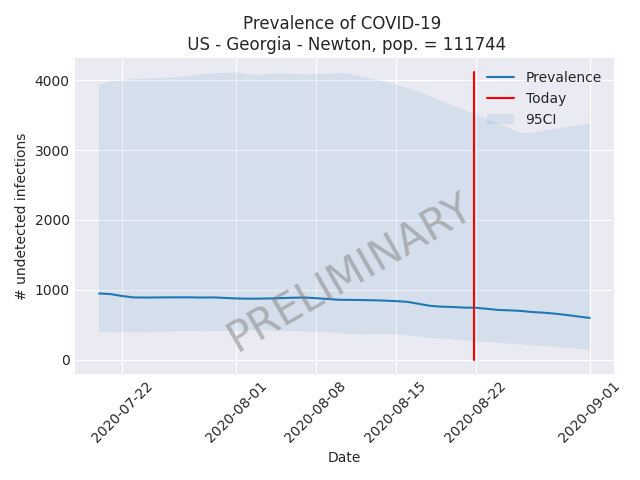 Prevalence of COVID-19
US - Georgia - Newton, pop. = 111744
# undetected infections
4000
3000
2000
1000
0
Prevalence
Today
95CI
PRELIMINARY
2020-07-22
2020-08-01
2020-08-08
2020-08-15
2020-08-22
2020-09-01
Date